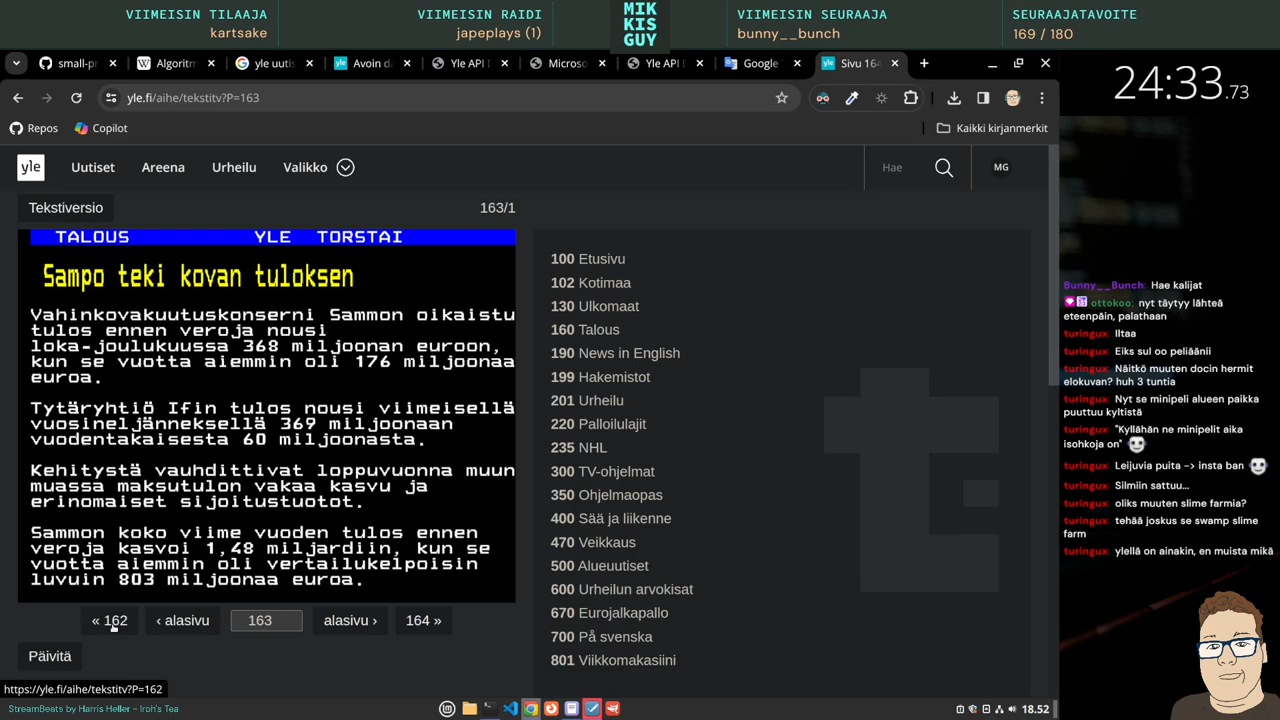 VIIMEISIN TILAAJA
kartsake
VIIMEISIN RAIDI
japeplays (1)
MIK
KIS
GUY
VIIMEISIN SEURAAJA
bunny__bunch
SEURAAJATAVOITE
169 / 180
small-pr
Algoritm
yle uutis
Avoin da
Yle API
Microso
Yle API
Google
Sivu 164
24:33.73
yle.fi/aihe/tekstitv?P=163
Repos
Copilot
Kaikki kirjanmerkit
yle
Uutiset
Areena
Urheilu
Valikko
Hae
MG
Tekstiversio
163/1
TALOUS YLE TORSTAI
Sampo teki kovan tuloksen
Vahinkovakuutuskonserni Sammon oikaistu
tulos ennen veroja nousi
loka-joulukuussa 368 miljoonan euroon,
kun se vuotta aiemmin oli 176 miljoonaa
euroa.
Tytäryhtiö Ifin tulos nousi viimeisellä
vuosineljänneksellä 369 miljoonaan
vuodentakaisesta 60 miljoonasta.
Kehitystä vauhdittivat loppuvuonna muun
muassa maksutulon vakaa kasvu ja
erinomaiset sijoitustuotot.
Sammon koko viime vuoden tulos ennen
veroja kasvoi 1,48 miljardiin, kun se
vuotta aiemmin oli vertailukelpoisin
luvuin 803 miljoonaa euroa.
« 162
‹ alasivu
163
alasivu ›
164 »
Päivitä
100 Etusivu
102 Kotimaa
130 Ulkomaat
160 Talous
190 News in English
199 Hakemistot
201 Urheilu
220 Palloilulajit
235 NHL
300 TV-ohjelmat
350 Ohjelmaopas
400 Sää ja liikenne
470 Veikkaus
500 Alueuutiset
600 Urheilun arvokisat
670 Eurojalkapallo
700 På svenska
801 Viikkomakasiini
Bunny__Bunch: Hae kalijat
ottokoo: nyt täytyy lähteä
eteenpäin, palathaan
turingux: Iltaa
turingux: Eiks sul oo peliäänii
turingux: Näitkö muuten docin hermit
elokuvan? huh 3 tuntia
turingux: Nyt se minipeli alueen paikka
puuttuu kyltistä
turingux: "Kyllähän ne minipelit aika
isohkoja on"
turingux: Leijuvia puita -> insta ban
turingux: Silmiin sattuu...
turingux: oliks muuten slime farmia?
turingux: tehää joskus se swamp slime
farm
turingux: ylellä on ainakin, en muista mikä
https://yle.fi/aihe/tekstitv?P=162
StreamBeats by Harris Heller - Iroh's Tea
18.52